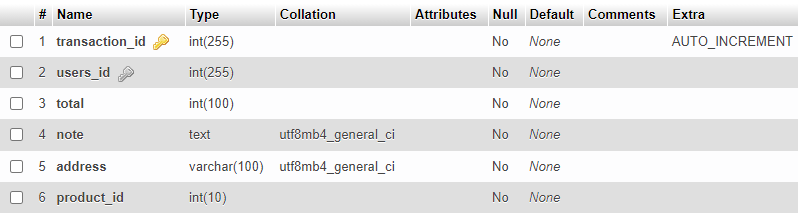 # Name Type Collation Attributes Null Default Comments Extra
1 transaction_id int(255) No None AUTO_INCREMENT
2 users_id int(255) No None
3 total int(100) No None
4 note text utf8mb4_general_ci No None
5 address varchar(100) utf8mb4_general_ci No None
6 product_id int(10) No None